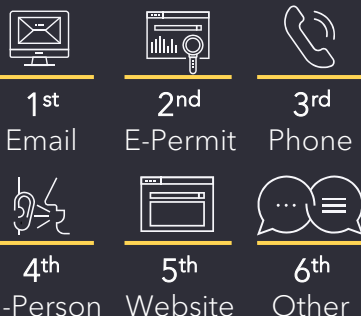 1st
2nd
3rd
Email
E-Permit
Phone
4th
5th
6th
-Person
Website
Other